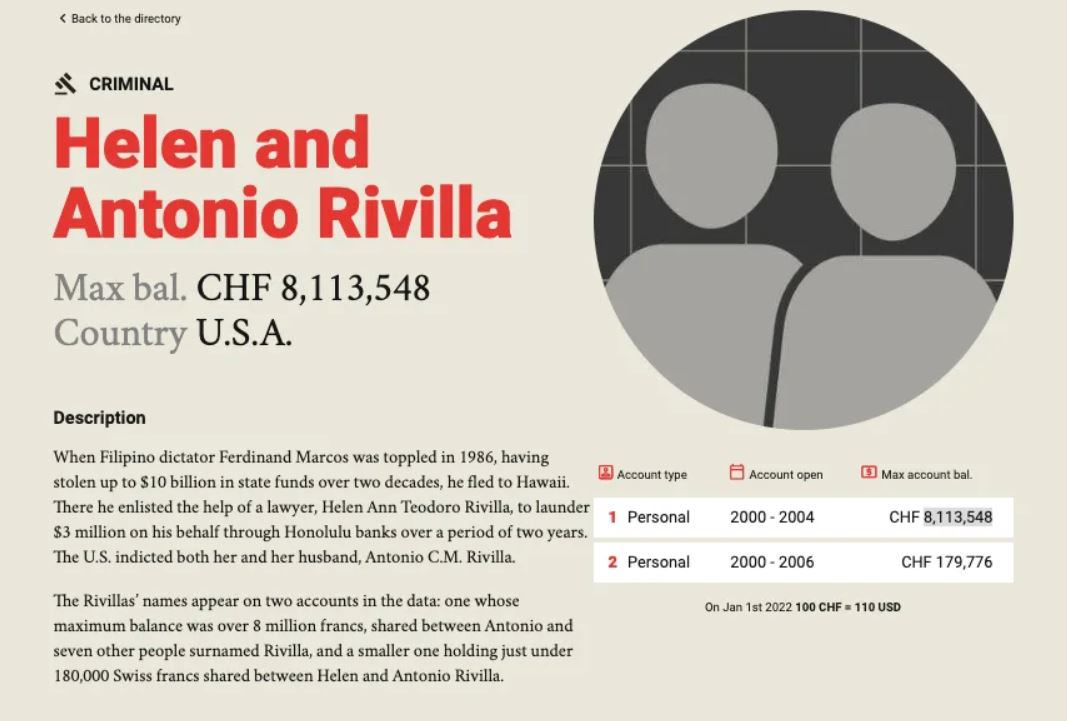 Back to the directory
CRIMINAL
Helen and
Antonio Rivilla
Max bal. CHF 8,113,548
Country U.S.A.
Description
When Filipino dictator Ferdinand Marcos was toppled in 1986, having
stolen up to $10 billion in state funds over two decades, he fled to Hawaii.
There he enlisted the help of a lawyer, Helen Ann Teodoro Rivilla, to launder
$3 million on his behalf through Honolulu banks over a period of two years.
The U.S. indicted both her and her husband, Antonio C.M. Rivilla.
The Rivillas’ names appear on two accounts in the data: one whose
maximum balance was over 8 million francs, shared between Antonio and
seven other people surnamed Rivilla, and a smaller one holding just under
180,000 Swiss francs shared between Helen and Antonio Rivilla.
Account type Account open Max account bal.
1 Personal 2000 - 2004 CHF 8,113,548
2 Personal 2000 - 2006 CHF 179,776
On Jan 1st 2022 100 CHF = 110 USD